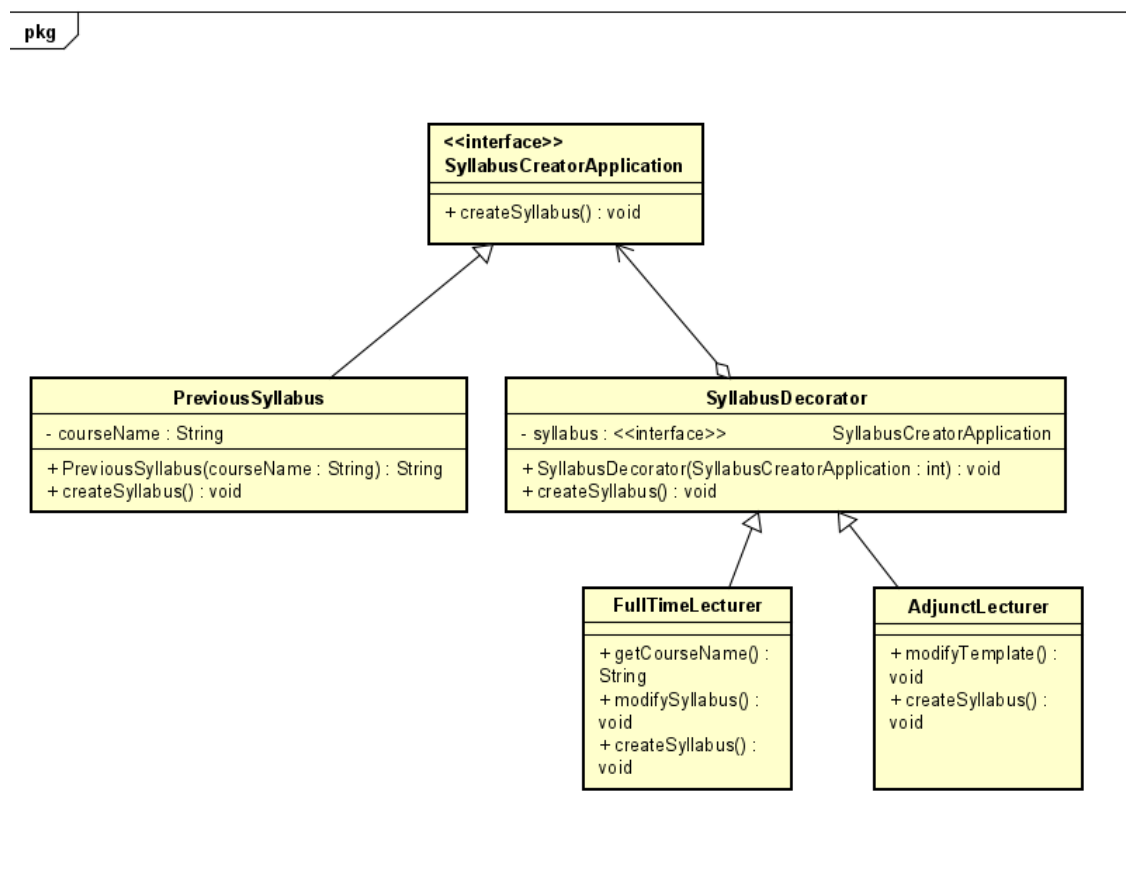 pkg
<<interface>>
SyllabusCreatorApplication
+ createSyllabus() : void
PreviousSyllabus
- courseName : String
+ PreviousSyllabus(courseName : String) : String
+ createSyllabus() : void
SyllabusDecorator
- syllabus : <<interface>> SyllabusCreatorApplication
+ SyllabusDecorator(SyllabusCreatorApplication : int) : void
+ createSyllabus() : void
FullTimeLecturer
+ getCourseName() :
String
+ modifySyllabus() :
void
+ createSyllabus() :
void
AdjunctLecturer
+ modifyTemplate() :
void
+ createSyllabus() :
void